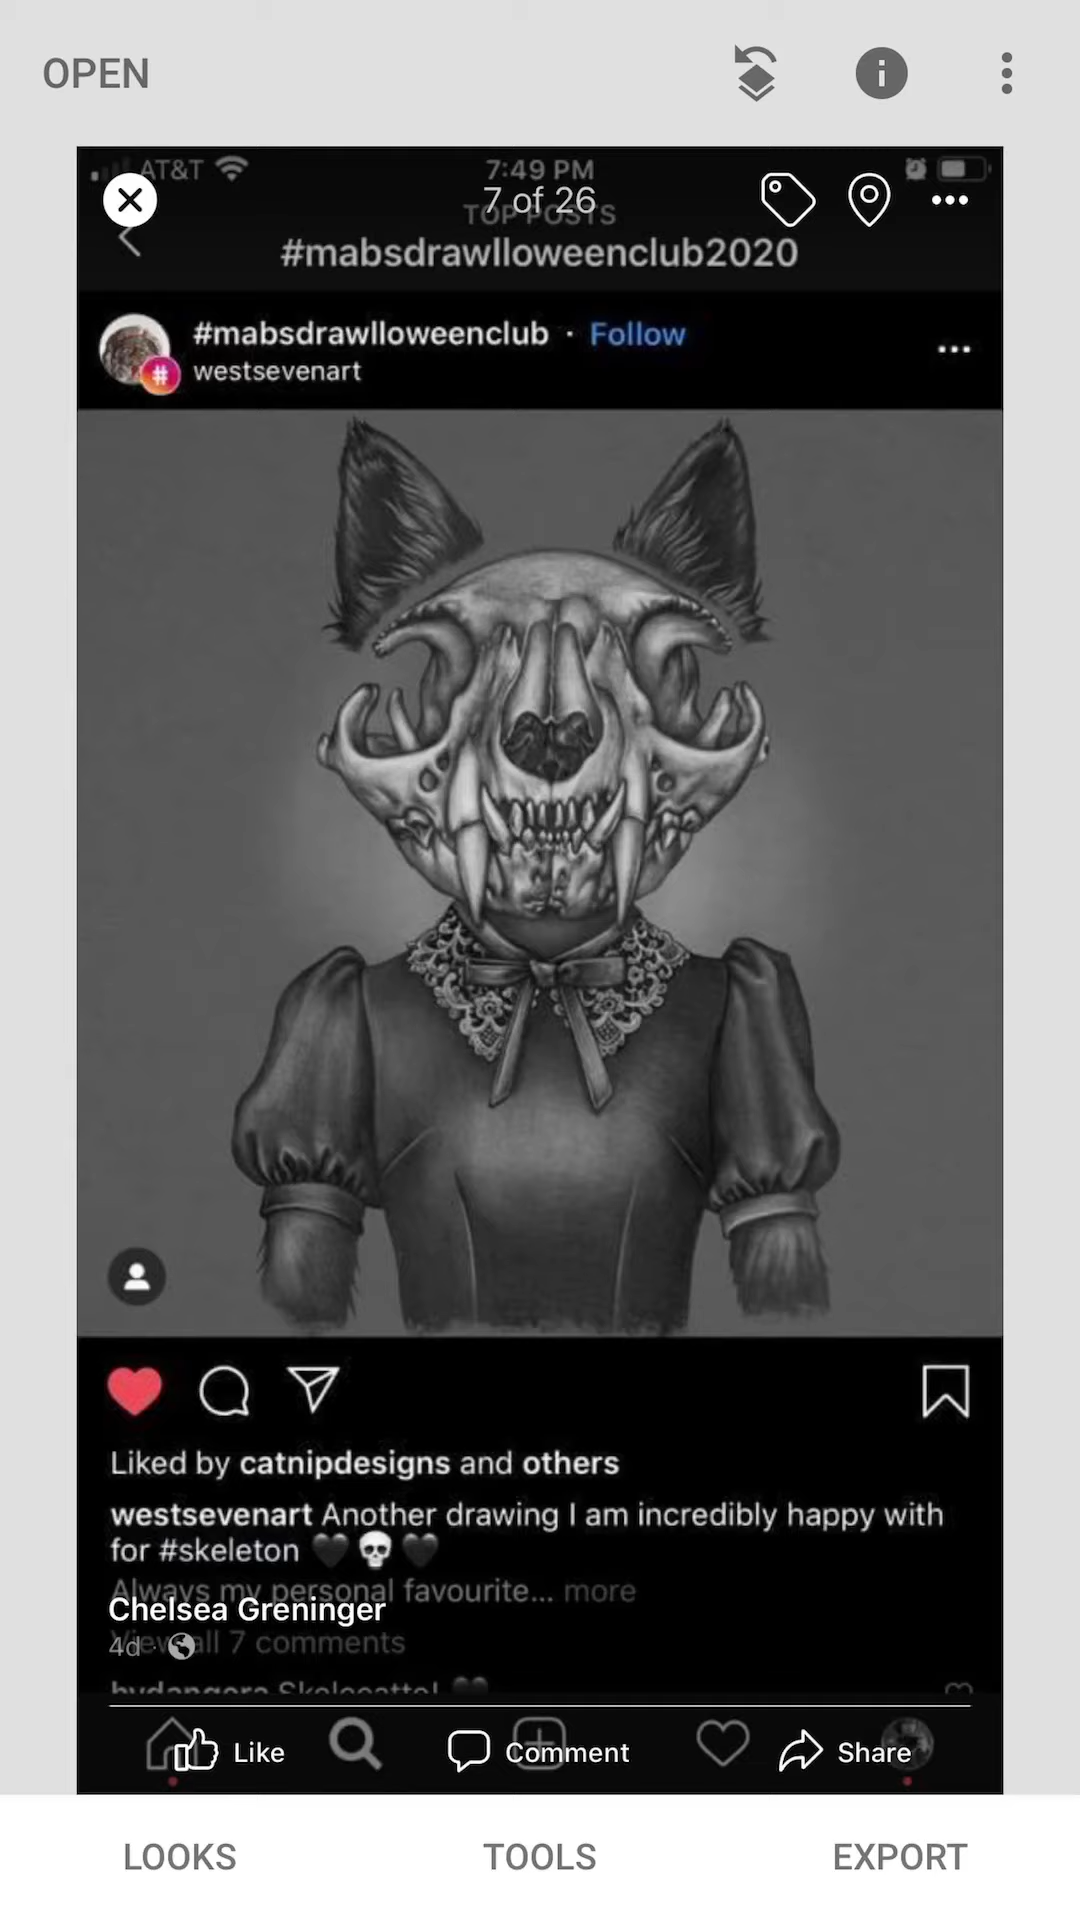 OPEN
AT&T 7:49 PM
7 of 26
TOP POSTS
#mabsdrawlloweenclub2020
#mabsdrawlloweenclub · Follow
westsevenart
Liked by catnipdesigns and others
westsevenart Another drawing I am incredibly happy with
for #skeleton 🖤💀🖤
Always my personal favourite... more
Chelsea Greninger
View all 7 comments
4d ·
Like Comment Share
LOOKS TOOLS EXPORT